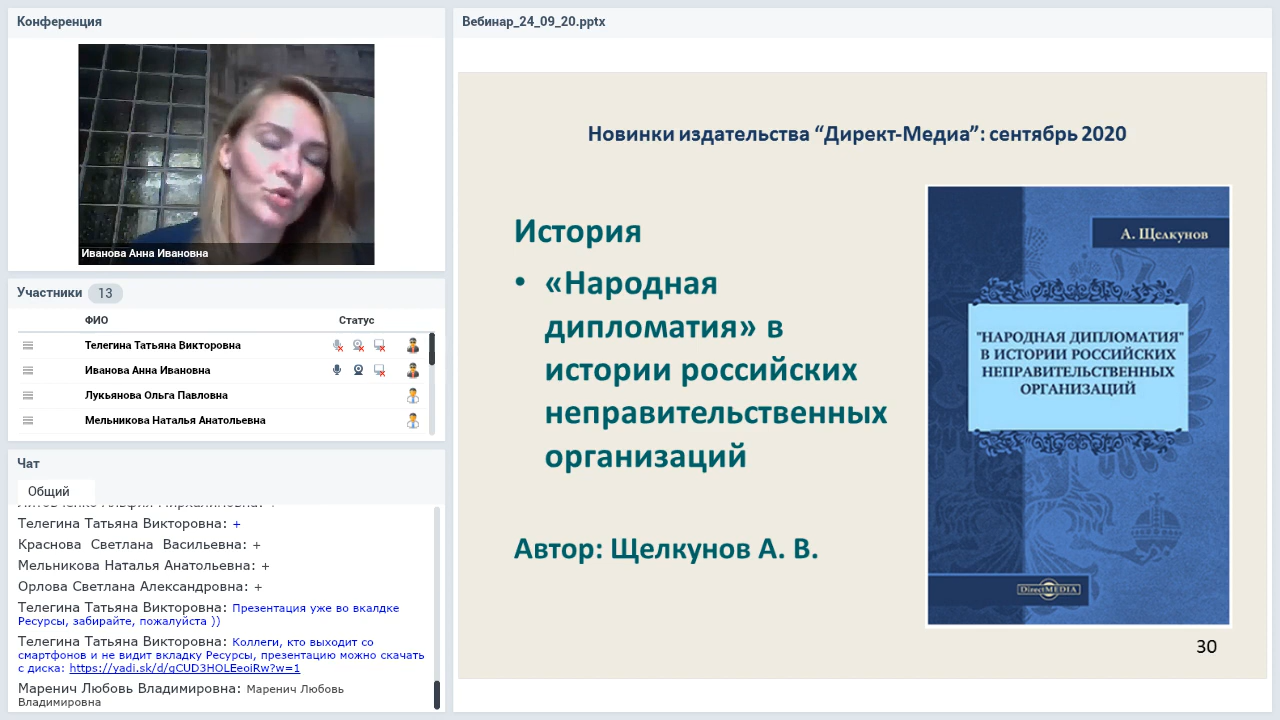 Конференция
Иванова Анна Ивановна
Участники 13
ФИО Статус
Телегина Татьяна Викторовна
Иванова Анна Ивановна
Лукьянова Ольга Павловна
Мельникова Наталья Анатольевна
Чат
Общий
Телегина Татьяна Викторовна: +
Краснова Светлана Васильевна: +
Мельникова Наталья Анатольевна: +
Орлова Светлана Александровна: +
Телегина Татьяна Викторовна: Презентация уже во вкалдке
Ресурсы, забирайте, пожалуйста ))
Телегина Татьяна Викторовна: Коллеги, кто выходит со
смартфонов и не видит вкладку Ресурсы, презентацию можно скачать
с диска: https://yadi.sk/d/gCUD3HOLEeoiRw?w=1
Маренич Любовь Владимировна: Маренич Любовь
Владимировна
Вебинар_24_09_20.pptx
Новинки издательства “Директ-Медиа”: сентябрь 2020
История
• «Народная
дипломатия» в
истории российских
неправительственных
организаций
Автор: Щелкунов А. В.
А. Щелкунов
"НАРОДНАЯ ДИПЛОМАТИЯ"
В ИСТОРИИ РОССИЙСКИХ
НЕПРАВИТЕЛЬСТВЕННЫХ
ОРГАНИЗАЦИЙ
DirectMEDIA
30